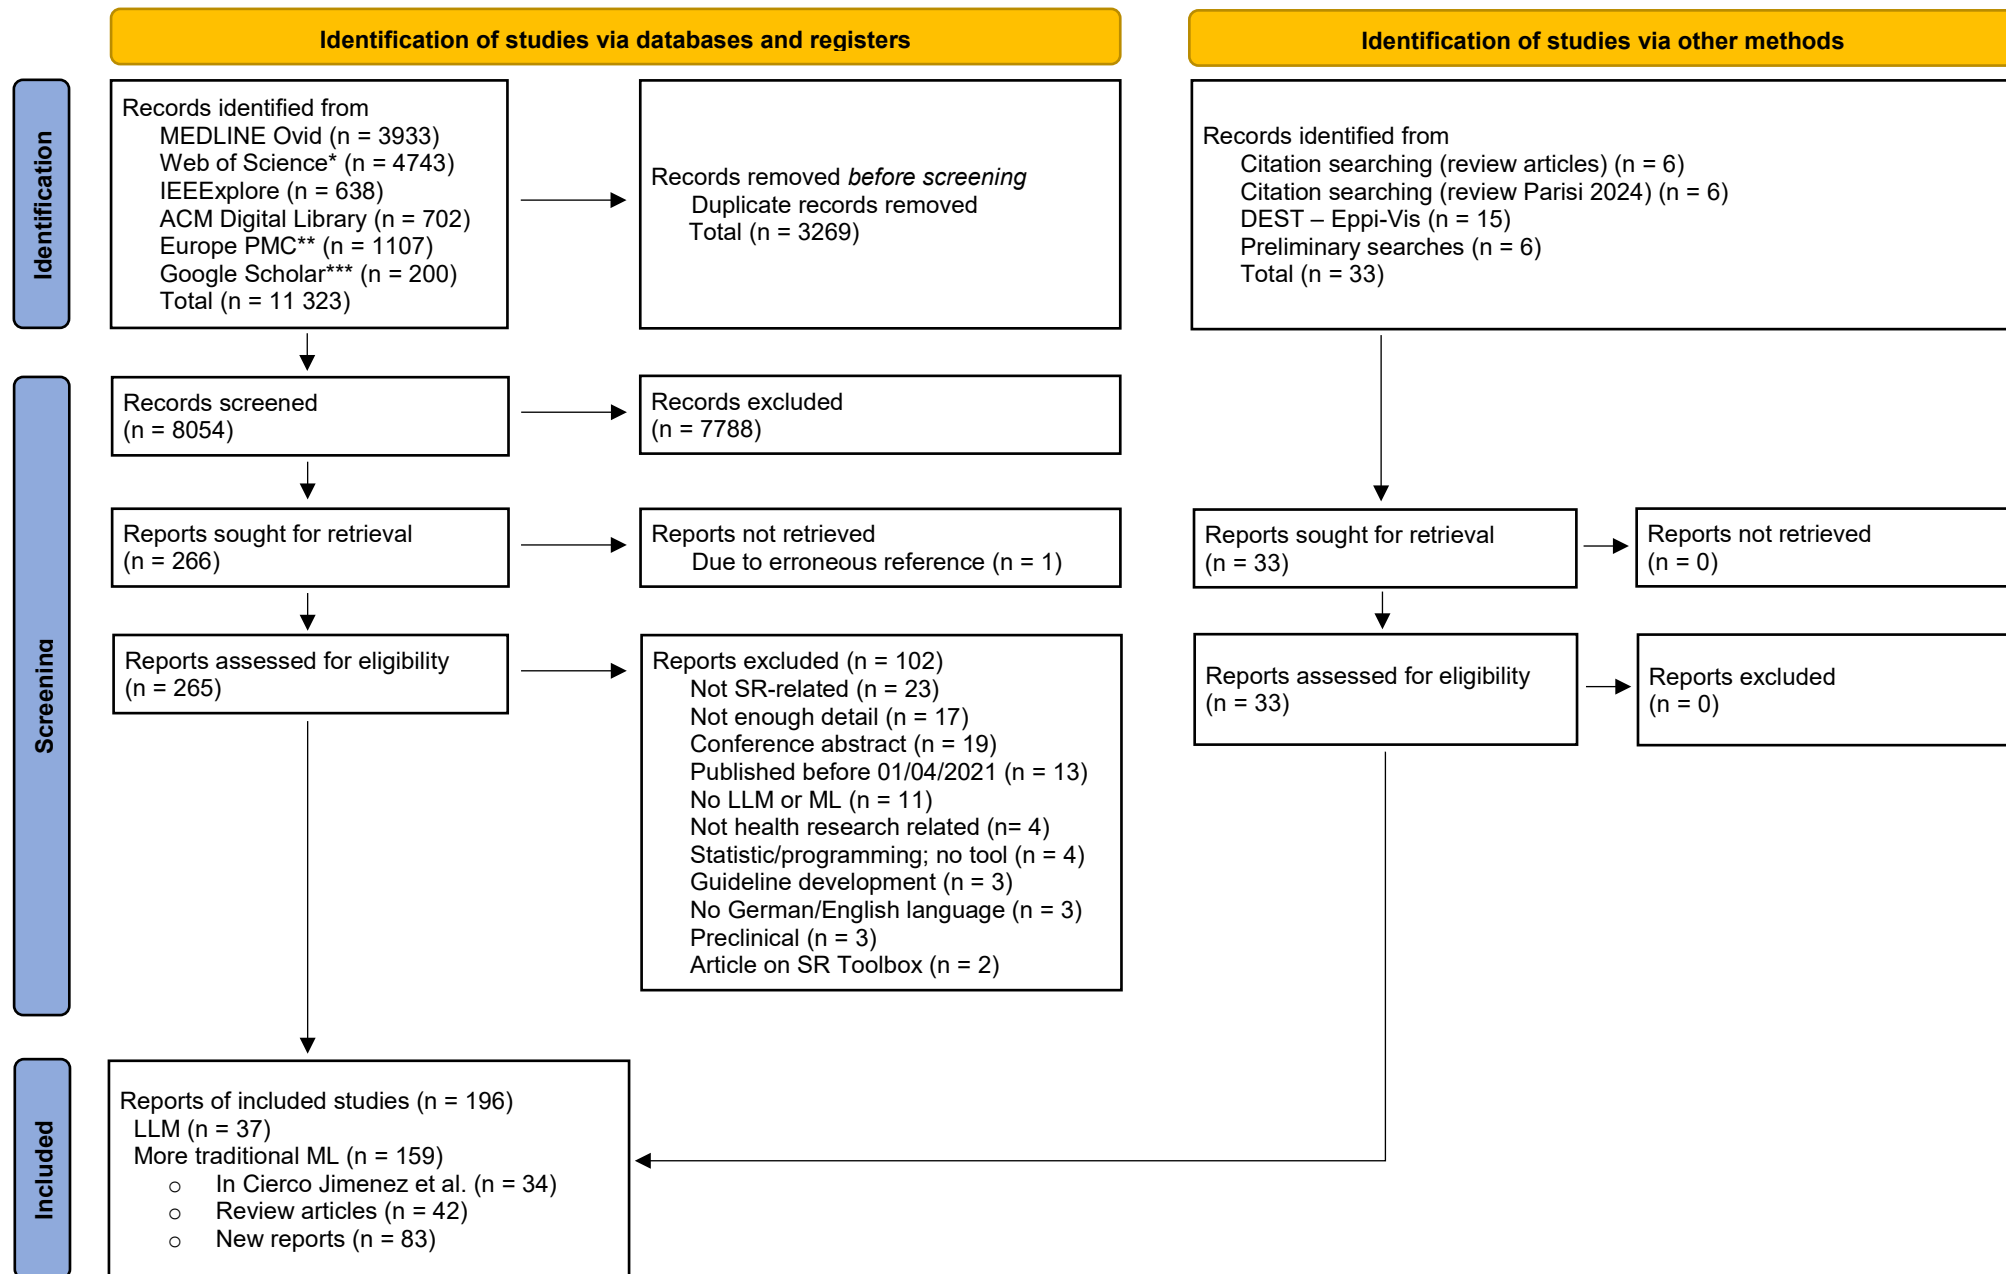 Identification of studies via databases and registers
Identification of studies via other methods
Identification
Records identified from
MEDLINE Ovid (n = 3933)
Web of Science* (n = 4743)
IEEExplore (n = 638)
ACM Digital Library (n = 702)
Europe PMC** (n = 1107)
Google Scholar*** (n = 200)
Total (n = 11 323)
Records removed before screening
Duplicate records removed
Total (n = 3269)
Records identified from
Citation searching (review articles) (n = 6)
Citation searching (review Parisi 2024) (n = 6)
DEST – Eppi-Vis (n = 15)
Preliminary searches (n = 6)
Total (n = 33)
Screening
Records screened
(n = 8054)
Records excluded
(n = 7788)
Reports sought for retrieval
(n = 266)
Reports not retrieved
Due to erroneous reference (n = 1)
Reports sought for retrieval
(n = 33)
Reports not retrieved
(n = 0)
Reports assessed for eligibility
(n = 265)
Reports excluded (n = 102)
Not SR-related (n = 23)
Not enough detail (n = 17)
Conference abstract (n = 19)
Published before 01/04/2021 (n = 13)
No LLM or ML (n = 11)
Not health research related (n= 4)
Statistic/programming; no tool (n = 4)
Guideline development (n = 3)
No German/English language (n = 3)
Preclinical (n = 3)
Article on SR Toolbox (n = 2)
Reports assessed for eligibility
(n = 33)
Reports excluded
(n = 0)
Included
Reports of included studies (n = 196)
LLM (n = 37)
More traditional ML (n = 159)
o In Cierco Jimenez et al. (n = 34)
o Review articles (n = 42)
o New reports (n = 83)